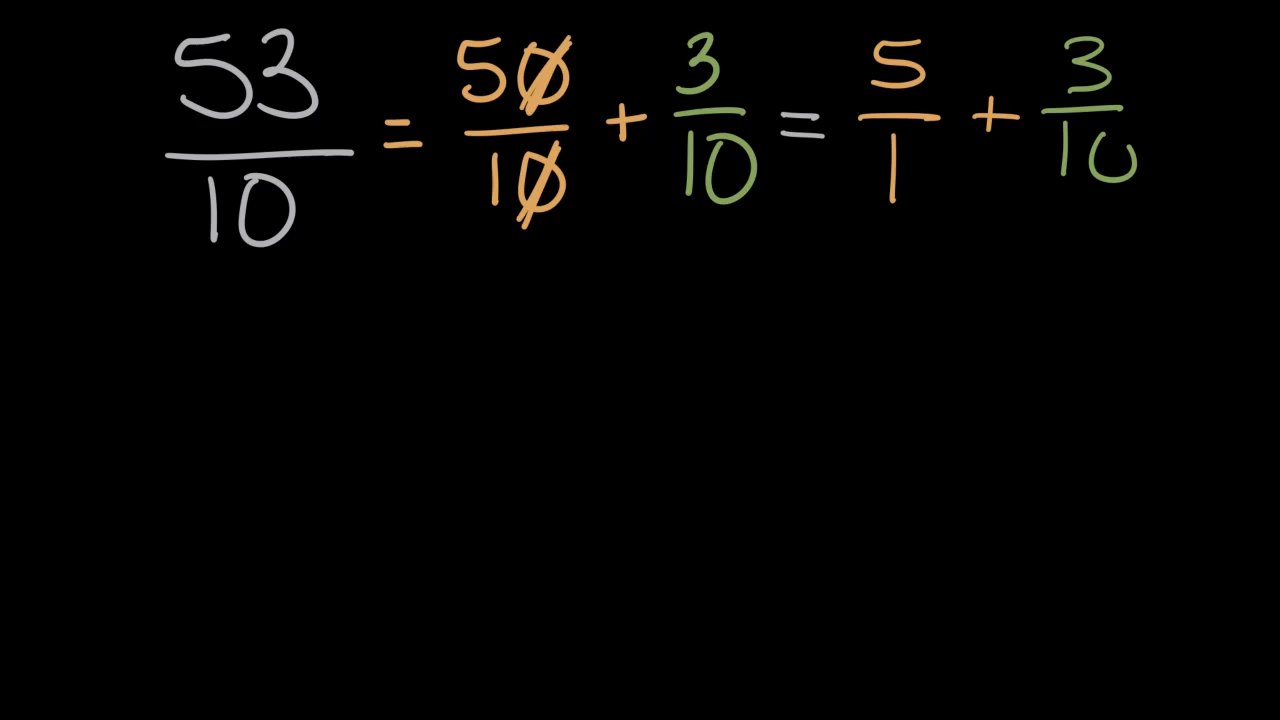 53/10 = 50/10 + 3/10 = 5/1 + 3/10